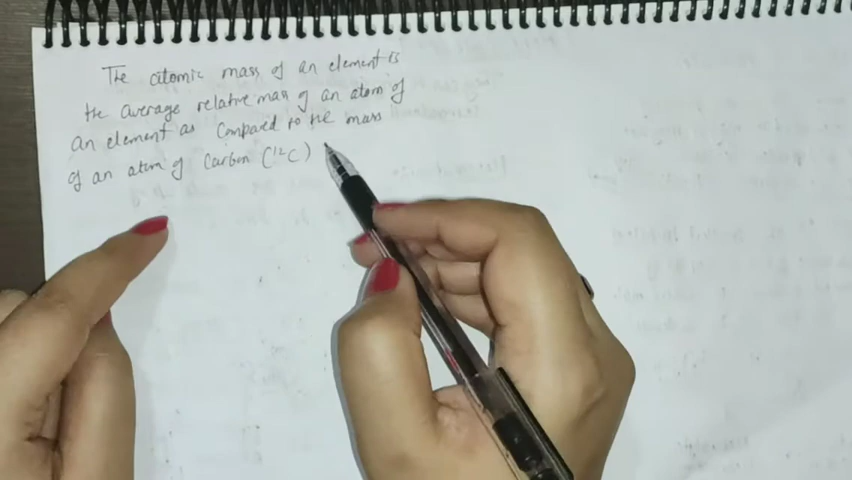 The atomic mass of an element is
the average relative mass of an atom of
an element as compared to the mass
of an atom of Carbon (¹²C)